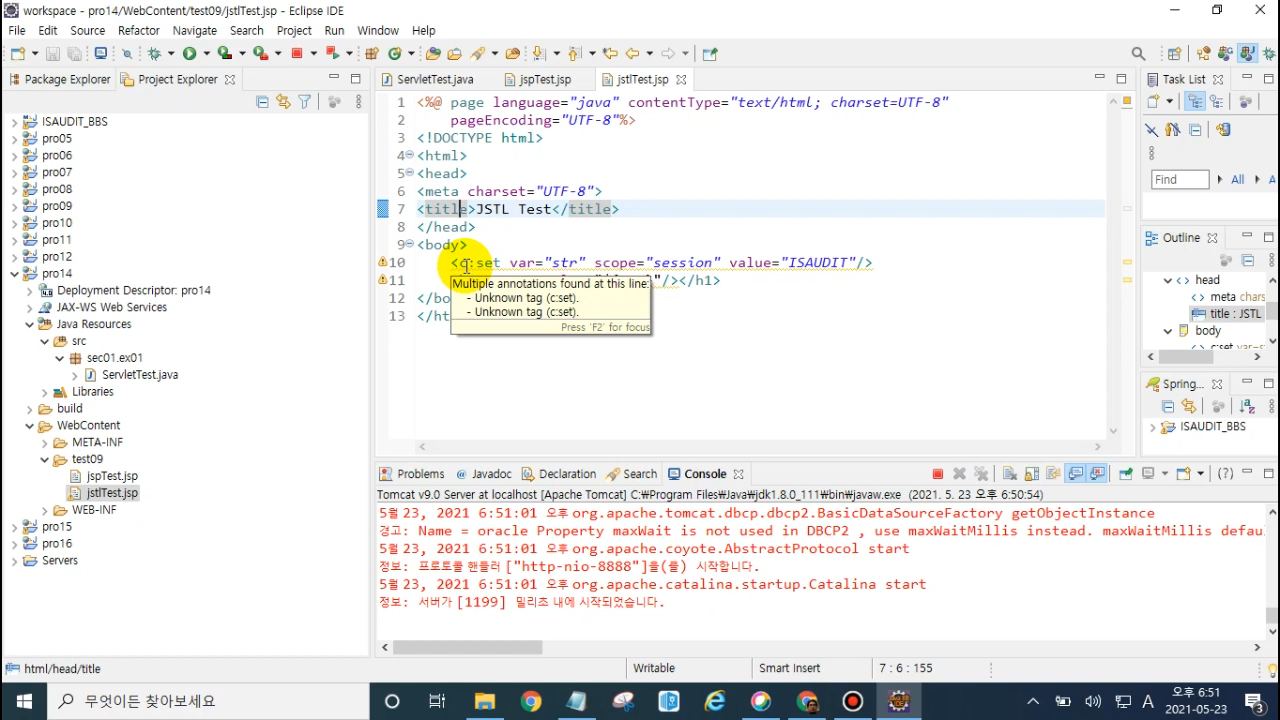 workspace - pro14/WebContent/test09/jstlTest.jsp - Eclipse IDE
File Edit Source Refactor Navigate Search Project Run Window Help
Package Explorer Project Explorer
ISAUDIT_BBS
pro05
pro06
pro07
pro08
pro09
pro10
pro11
pro12
pro14
Deployment Descriptor: pro14
JAX-WS Web Services
Java Resources
src
sec01.ex01
ServletTest.java
Libraries
build
WebContent
META-INF
test09
jspTest.jsp
jstlTest.jsp
WEB-INF
pro15
pro16
Servers
ServletTest.java jspTest.jsp jstlTest.jsp
1 <%@ page language="java" contentType="text/html; charset=UTF-8"
2 pageEncoding="UTF-8"%>
3 <!DOCTYPE html>
4 <html>
5 <head>
6 <meta charset="UTF-8">
7 <title>JSTL Test</title>
8 </head>
9 <body>
10 <c:set var="str" scope="session" value="ISAUDIT"/>
11 "/></h1>
Multiple annotations found at this line:
- Unknown tag (c:set).
- Unknown tag (c:set).
Press 'F2' for focus
12 </bo
13 </ht
Task List
Find All
Outline
head
meta chars
title : JSTL
body
c:set var=s
Spring...
ISAUDIT_BBS
Problems Javadoc Declaration Search Console
Tomcat v9.0 Server at localhost [Apache Tomcat] C:₩Program Files₩Java₩jdk1.8.0_111₩bin₩javaw.exe (2021. 5. 23 오후 6:50:54)
5월 23, 2021 6:51:01 오후 org.apache.tomcat.dbcp.dbcp2.BasicDataSourceFactory getObjectInstance
경고: Name = oracle Property maxWait is not used in DBCP2 , use maxWaitMillis instead. maxWaitMillis defau
5월 23, 2021 6:51:01 오후 org.apache.coyote.AbstractProtocol start
정보: 프로토콜 핸들러 ["http-nio-8888"]을(를) 시작합니다.
5월 23, 2021 6:51:01 오후 org.apache.catalina.startup.Catalina start
정보: 서버가 [1199] 밀리초 내에 시작되었습니다.
html/head/title Writable Smart Insert 7 : 6 : 155
무엇이든 찾아보세요
A
오후 6:51
2021-05-23
3